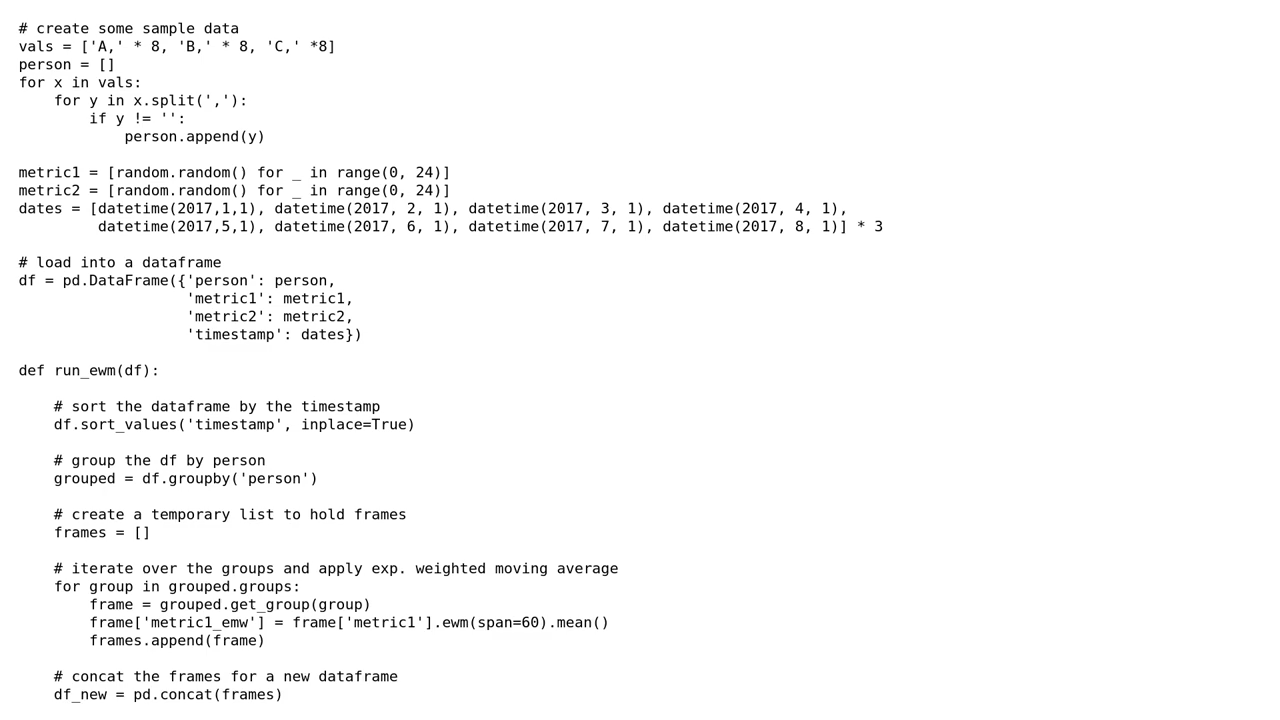 # create some sample data
vals = ['A,' * 8, 'B,' * 8, 'C,' *8]
person = []
for x in vals:
    for y in x.split(','):
        if y != '':
            person.append(y)

metric1 = [random.random() for _ in range(0, 24)]
metric2 = [random.random() for _ in range(0, 24)]
dates = [datetime(2017,1,1), datetime(2017, 2, 1), datetime(2017, 3, 1), datetime(2017, 4, 1),
         datetime(2017,5,1), datetime(2017, 6, 1), datetime(2017, 7, 1), datetime(2017, 8, 1)] * 3

# load into a dataframe
df = pd.DataFrame({'person': person,
                   'metric1': metric1,
                   'metric2': metric2,
                    'timestamp': dates})

def run_ewm(df):

    # sort the dataframe by the timestamp
    df.sort_values('timestamp', inplace=True)

    # group the df by person
    grouped = df.groupby('person')

    # create a temporary list to hold frames
    frames = []

    # iterate over the groups and apply exp. weighted moving average
    for group in grouped.groups:
        frame = grouped.get_group(group)
        frame['metric1_emw'] = frame['metric1'].ewm(span=60).mean()
        frames.append(frame)

    # concat the frames for a new dataframe
    df_new = pd.concat(frames)